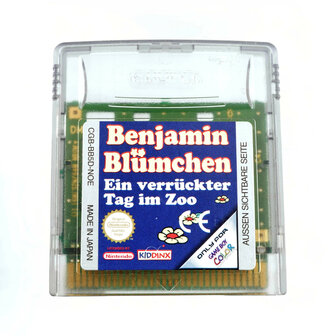 Benjamin
Blümchen
Ein verrückter
Tag im Zoo
CGB-BB5D-NOE
MADE IN JAPAN
AUSSEN SICHTBARE SEITE
CE
Nintendo
KIDDINX
ONLY FOR
GAME BOY
COLOR